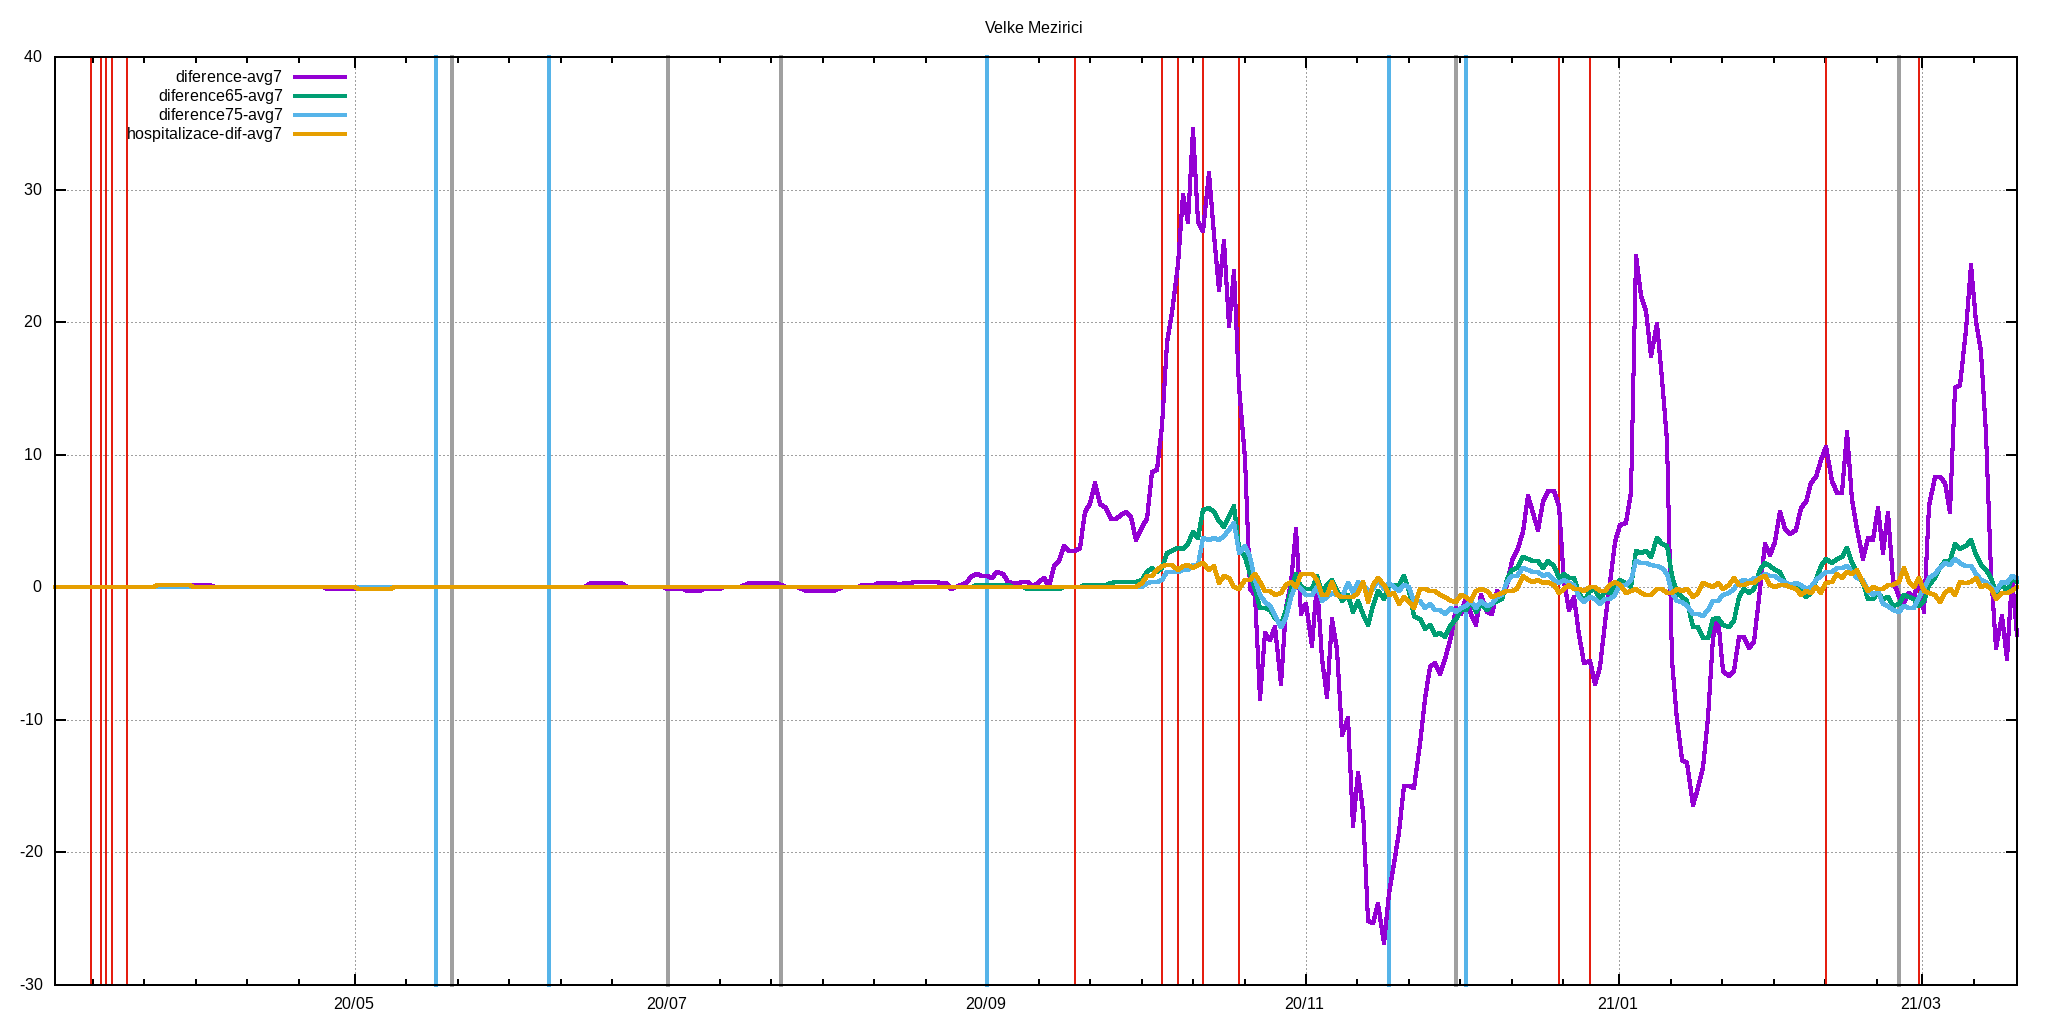 Velke Mezirici
40
30
20
10
0
-10
-20
-30
diference-avg7
diference65-avg7
diference75-avg7
hospitalizace-dif-avg7
20/05
20/07
20/09
20/11
21/01
21/03